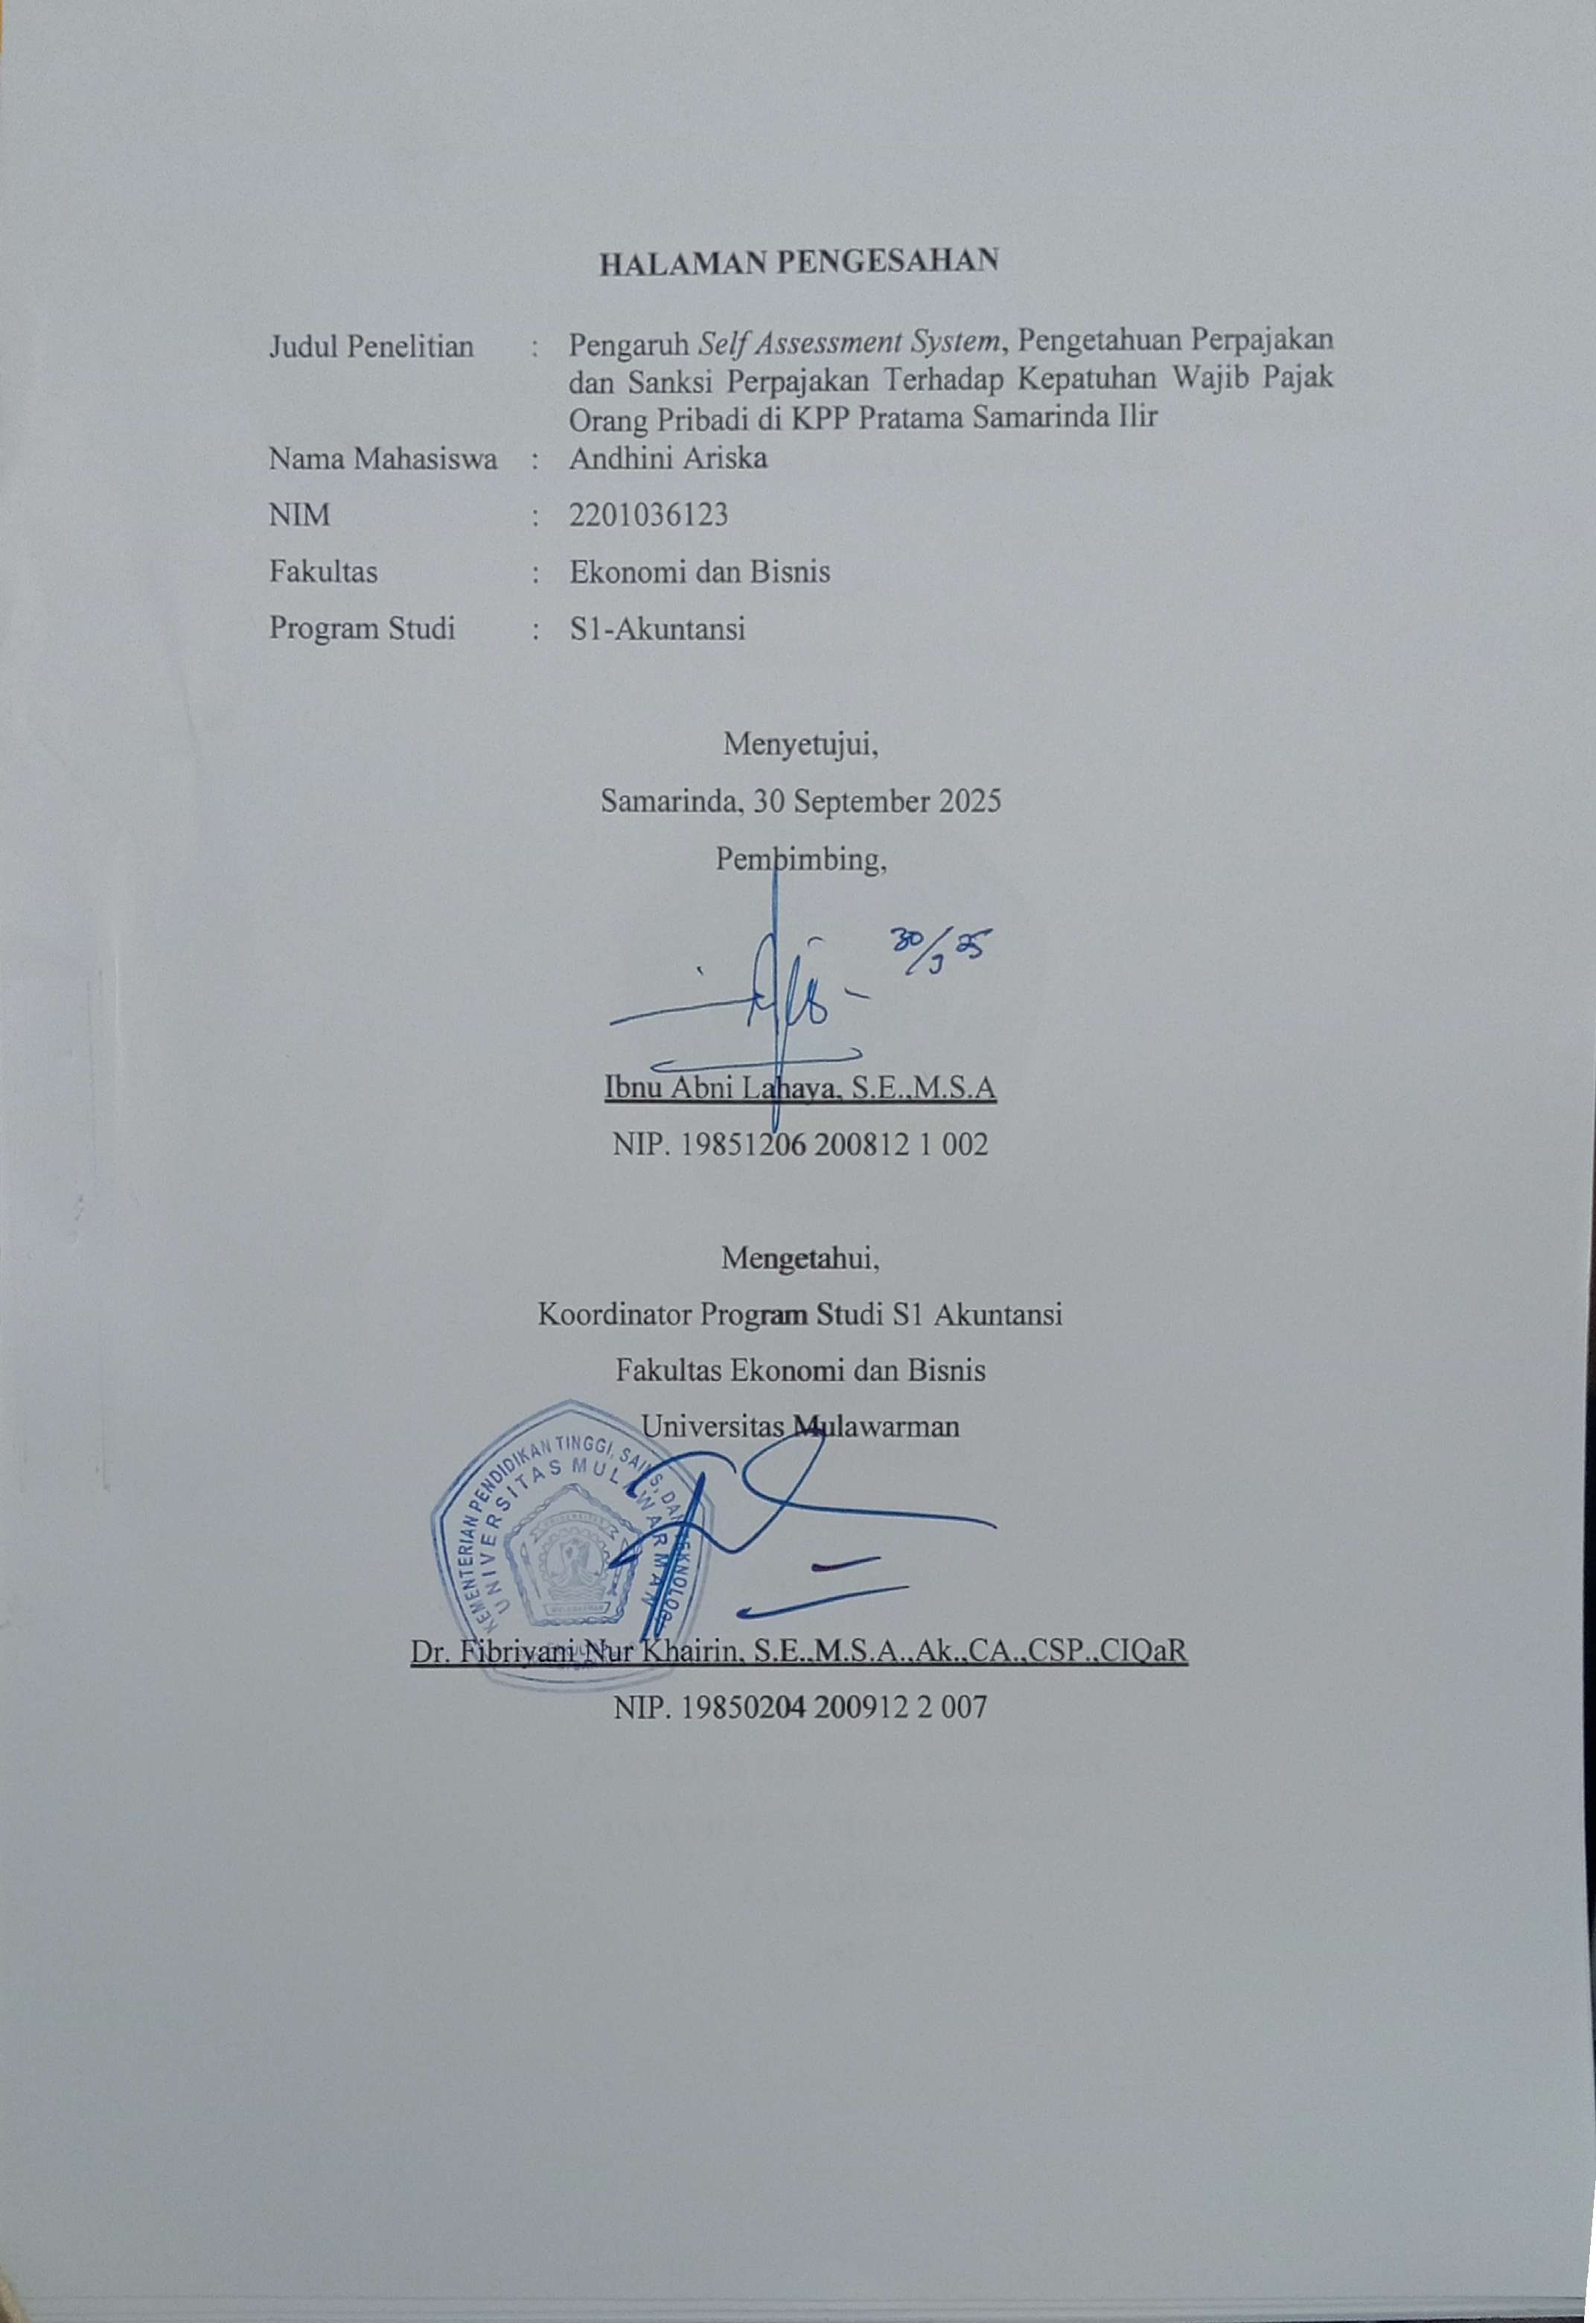 HALAMAN PENGESAHAN
Judul Penelitian : Pengaruh Self Assessment System, Pengetahuan Perpajakan
dan Sanksi Perpajakan Terhadap Kepatuhan Wajib Pajak
Orang Pribadi di KPP Pratama Samarinda Ilir
Nama Mahasiswa : Andhini Ariska
NIM : 2201036123
Fakultas : Ekonomi dan Bisnis
Program Studi : S1-Akuntansi
Menyetujui,
Samarinda, 30 September 2025
Pembimbing,
30/9 25
Ibnu Abni Lahaya, S.E.,M.S.A
NIP. 19851206 200812 1 002
Mengetahui,
Koordinator Program Studi S1 Akuntansi
Fakultas Ekonomi dan Bisnis
Universitas Mulawarman
KEMENTERIAN PENDIDIKAN TINGGI, SAINS, DAN TEKNOLOGI
UNIVERSITAS MULAWARMAN
Dr. Fibriyani Nur Khairin, S.E.,M.S.A.,Ak.,CA.,CSP.,CIQaR
NIP. 19850204 200912 2 007